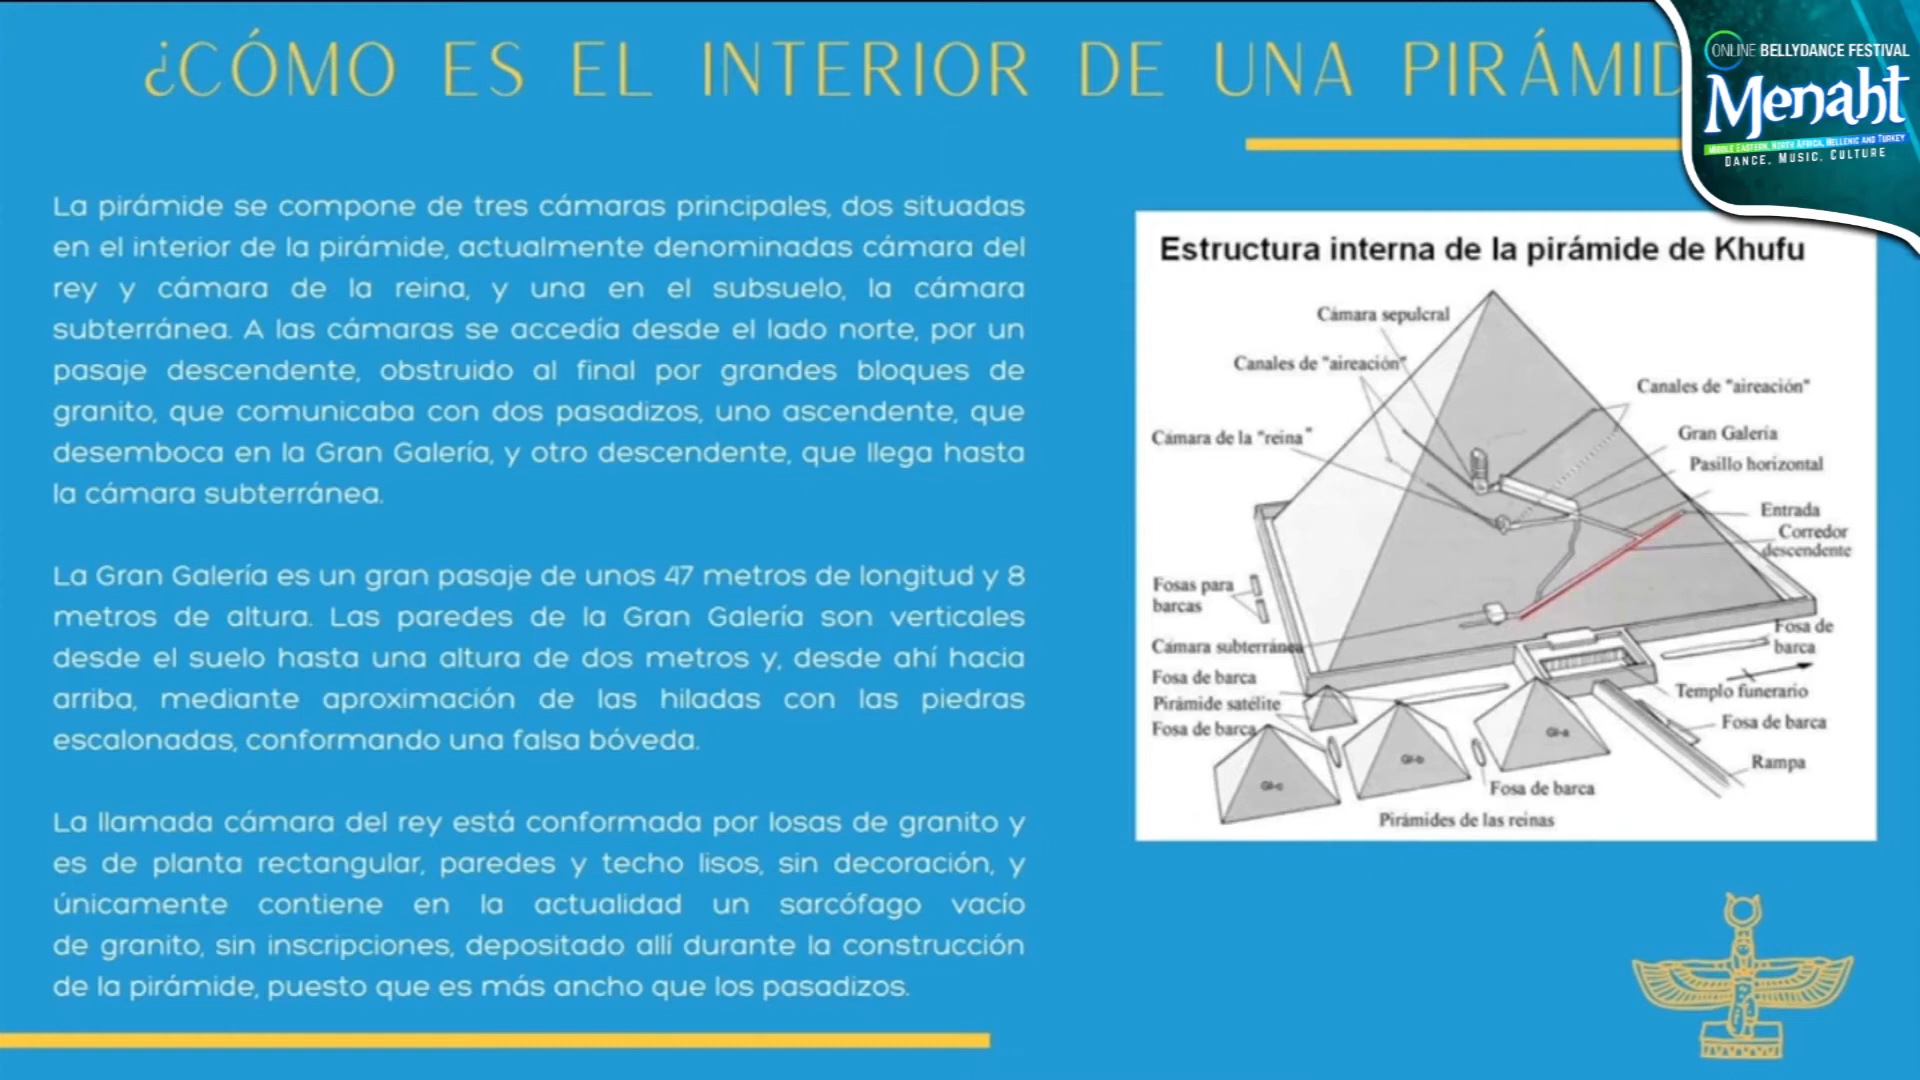 ¿CÓMO ES EL INTERIOR DE UNA PIRÁMID
ONLINE BELLYDANCE FESTIVAL
Menaht
MIDDLE EASTERN, NORTH AFRICA, HELLENIC AND TURKEY
DANCE, MUSIC, CULTURE
La pirámide se compone de tres cámaras principales, dos situadas
en el interior de la pirámide, actualmente denominadas cámara del
rey y cámara de la reina, y una en el subsuelo, la cámara
subterránea. A las cámaras se accedía desde el lado norte, por un
pasaje descendente, obstruido al final por grandes bloques de
granito, que comunicaba con dos pasadizos, uno ascendente, que
desemboca en la Gran Galería, y otro descendente, que llega hasta
la cámara subterránea.
La Gran Galería es un gran pasaje de unos 47 metros de longitud y 8
metros de altura. Las paredes de la Gran Galería son verticales
desde el suelo hasta una altura de dos metros y, desde ahí hacia
arriba, mediante aproximación de las hiladas con las piedras
escalonadas, conformando una falsa bóveda.
La llamada cámara del rey está conformada por losas de granito y
es de planta rectangular, paredes y techo lisos, sin decoración, y
únicamente contiene en la actualidad un sarcófago vacío
de granito, sin inscripciones, depositado allí durante la construcción
de la pirámide, puesto que es más ancho que los pasadizos.
Estructura interna de la pirámide de Khufu
Cámara sepulcral
Canales de "aireación"
Canales de "aireación"
Cámara de la "reina"
Gran Galería
Pasillo horizontal
Entrada
Corredor
descendente
Fosas para
barcas
Fosa de
barca
Cámara subterránea
Fosa de barca
Pirámide satélite
Fosa de barca
Templo funerario
Fosa de barca
Rampa
GI-a
GI-b
GI-c
Fosa de barca
Pirámides de las reinas